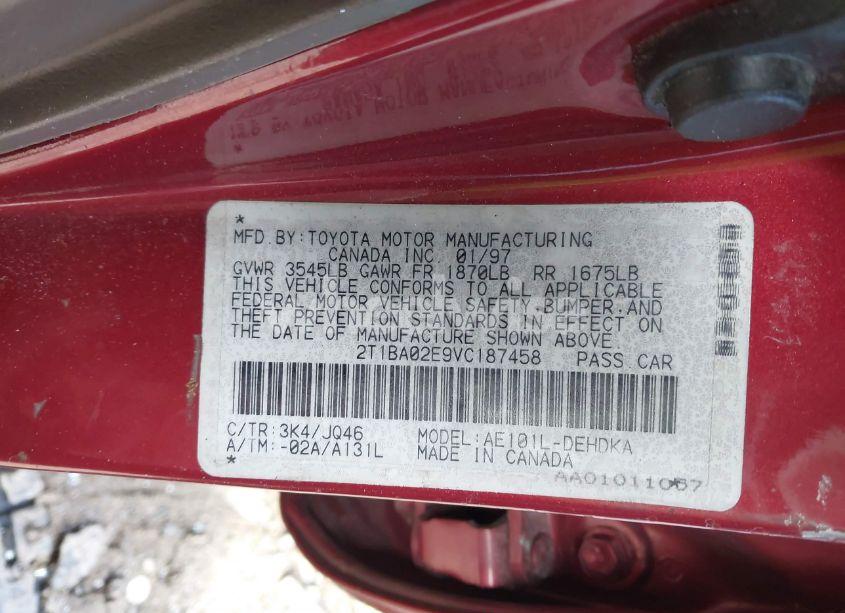 *
MFD. BY: TOYOTA MOTOR MANUFACTURING
CANADA INC. 01/97
GVWR 3545LB GAWR FR 1870LB RR 1675LB
THIS VEHICLE CONFORMS TO ALL APPLICABLE
FEDERAL MOTOR VEHICLE SAFETY, BUMPER, AND
THEFT PREVENTION STANDARDS IN EFFECT ON
THE DATE OF MANUFACTURE SHOWN ABOVE.
2T1BA02E9VC187458 PASS CAR
C/TR: 3K4/JQ46 MODEL: AE101L-DEHDKA
A/TM: -02A/A131L MADE IN CANADA
* *
AA01011057